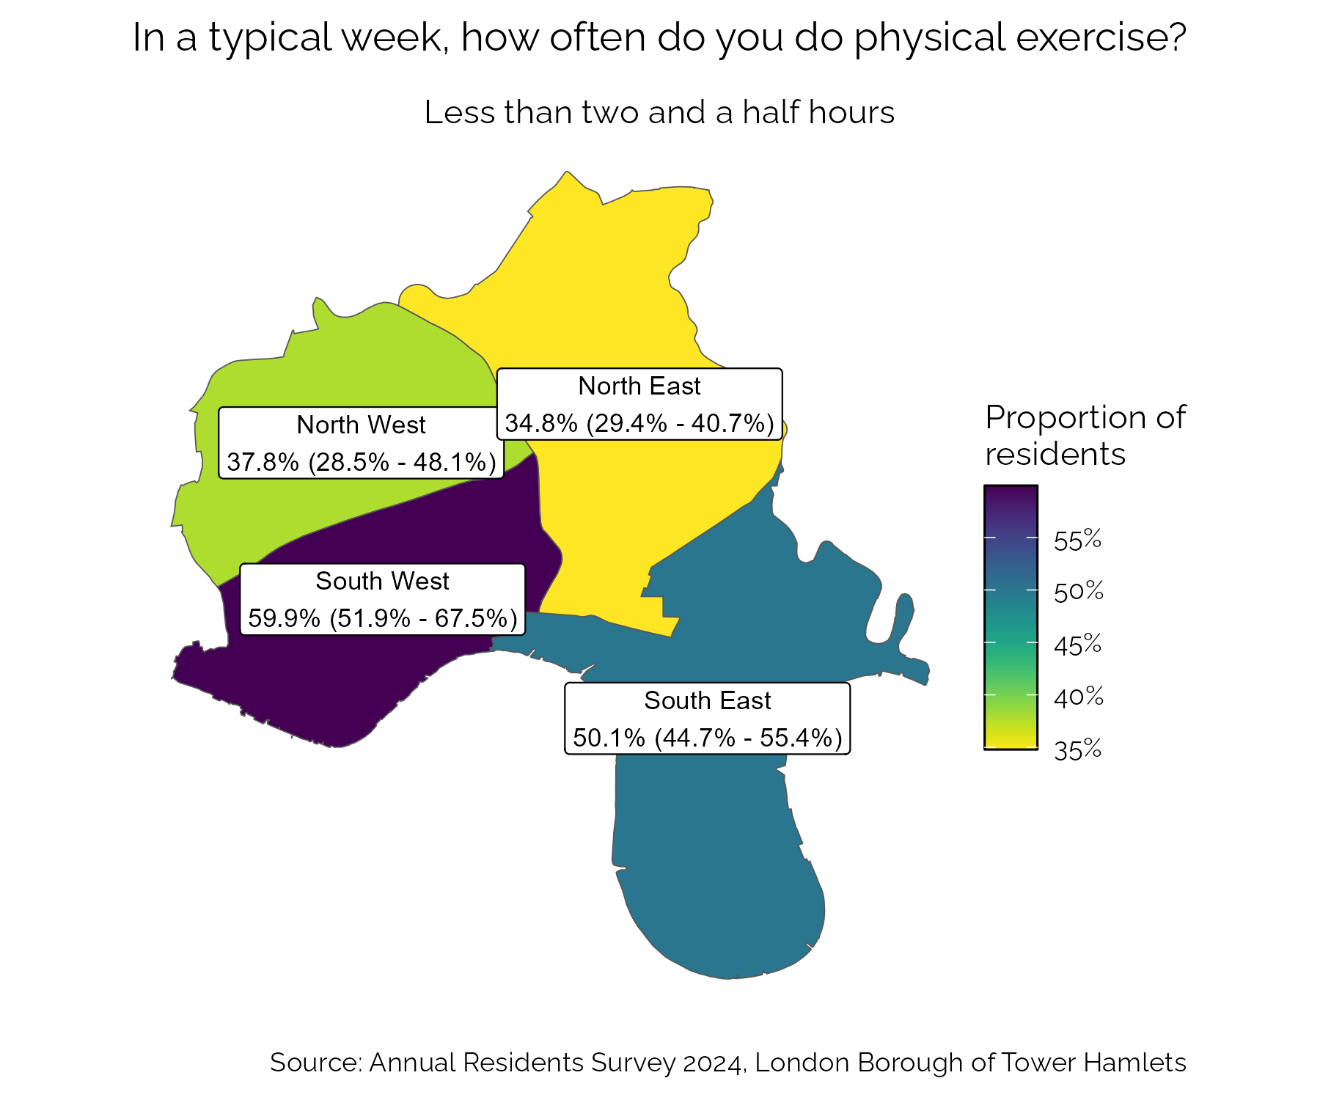 In a typical week, how often do you do physical exercise?
Less than two and a half hours
North East
34.8% (29.4% - 40.7%)
North West
37.8% (28.5% - 48.1%)
South West
59.9% (51.9% - 67.5%)
South East
50.1% (44.7% - 55.4%)
Proportion of
residents
55%
50%
45%
40%
35%
Source: Annual Residents Survey 2024, London Borough of Tower Hamlets